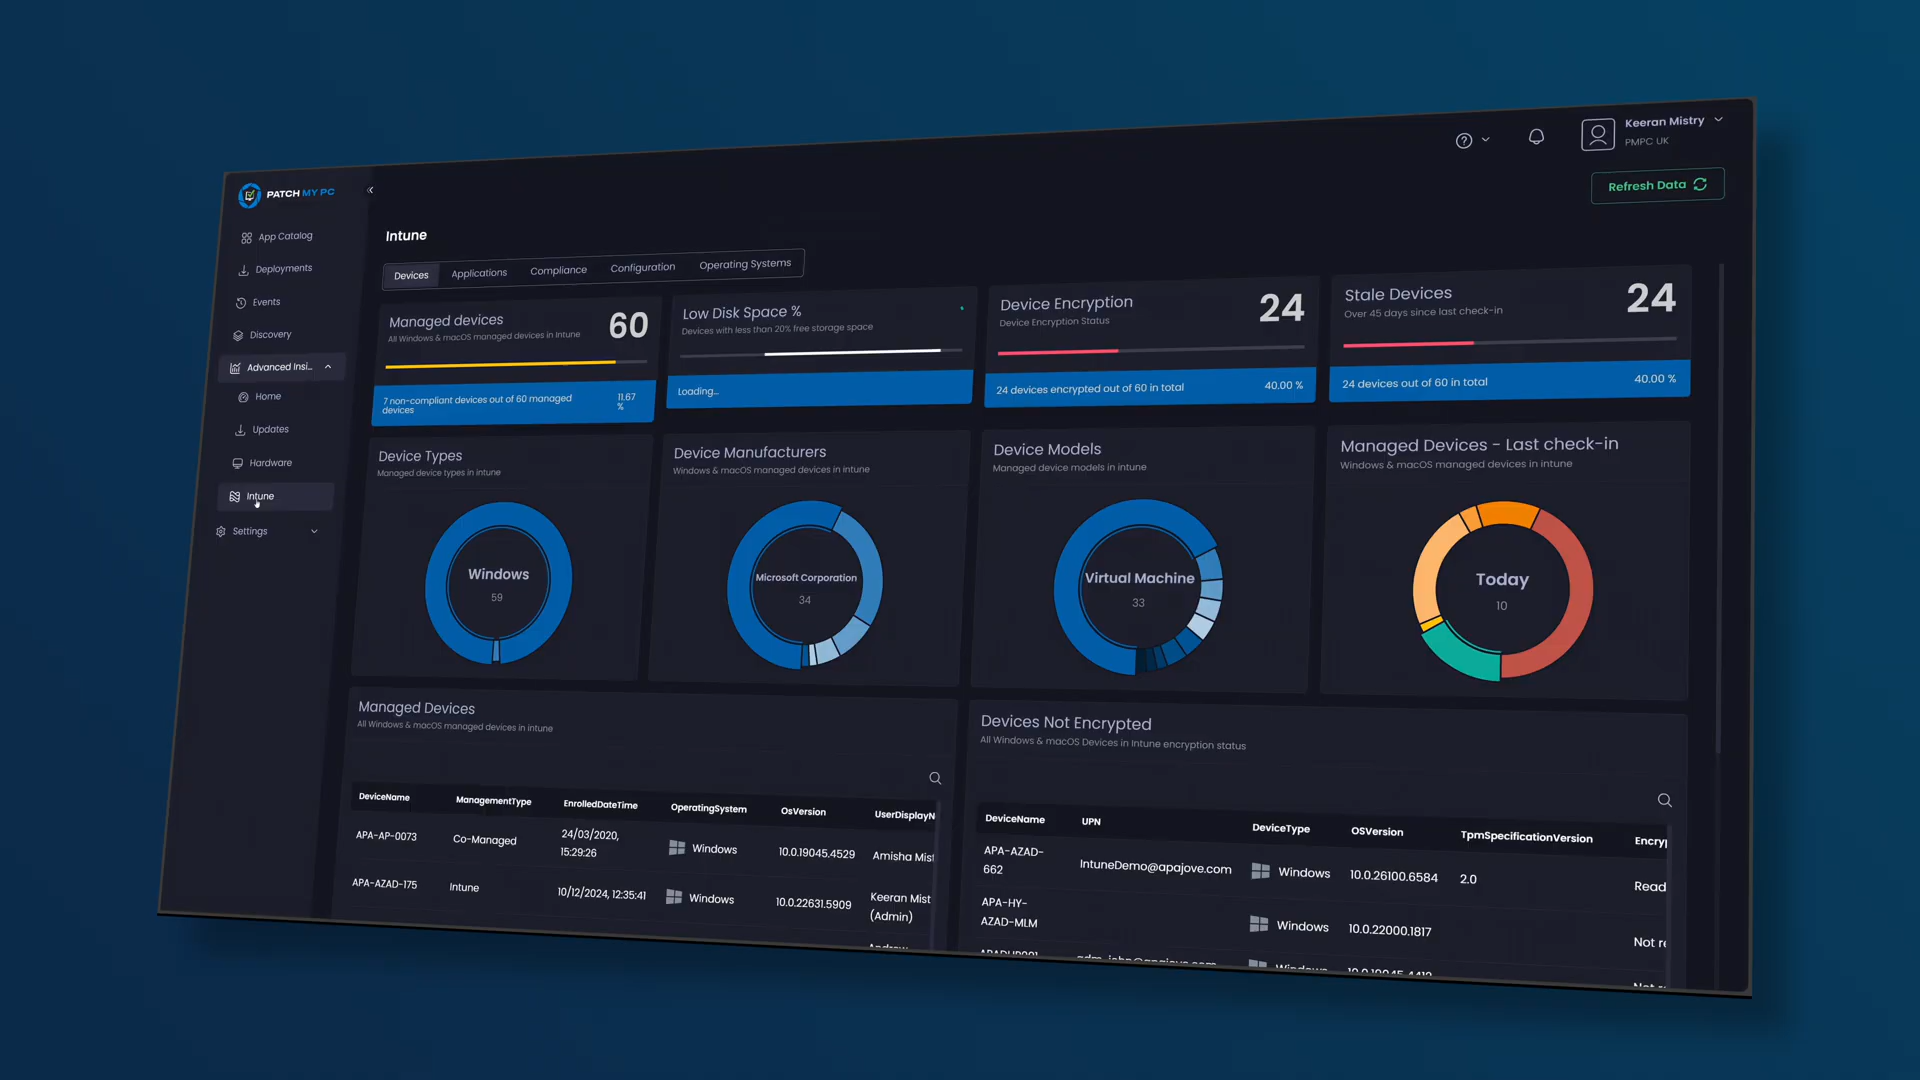 PATCH MY PC
Keeran Mistry
PMPC UK
Refresh Data
App Catalog
Deployments
Events
Discovery
Advanced Insi...
Home
Updates
Hardware
Intune
Settings
Intune
Devices
Applications
Compliance
Configuration
Operating Systems
Managed devices
All Windows & macOS managed devices in Intune
60
7 non-compliant devices out of 60 managed devices
11.67 %
Low Disk Space %
Devices with less than 20% free storage space
Loading...
Device Encryption
Device Encryption Status
24
24 devices encrypted out of 60 in total
40.00 %
Stale Devices
Over 45 days since last check-in
24
24 devices out of 60 in total
40.00 %
Device Types
Managed device types in intune
Windows
59
Device Manufacturers
Windows & macOS managed devices in intune
Microsoft Corporation
34
Device Models
Managed device models in intune
Virtual Machine
33
Managed Devices - Last check-in
Windows & macOS managed devices in intune
Today
10
Managed Devices
All Windows & macOS managed devices in intune
DeviceName ManagementType EnrolledDateTime OperatingSystem OsVersion UserDisplayN
APA-AP-0073 Co-Managed 24/03/2020, 15:29:26 Windows 10.0.19045.4529 Amisha Mist
APA-AZAD-175 Intune 10/12/2024, 12:35:41 Windows 10.0.22631.5909 Keeran Mist (Admin)
Devices Not Encrypted
All Windows & macOS Devices in Intune encryption status
DeviceName UPN DeviceType OSVersion TpmSpecificationVersion Encryp
APA-AZAD-662 IntuneDemo@apajove.com Windows 10.0.26100.6584 2.0 Read
APA-HY-AZAD-MLM Windows 10.0.22000.1817 Not re
Windows